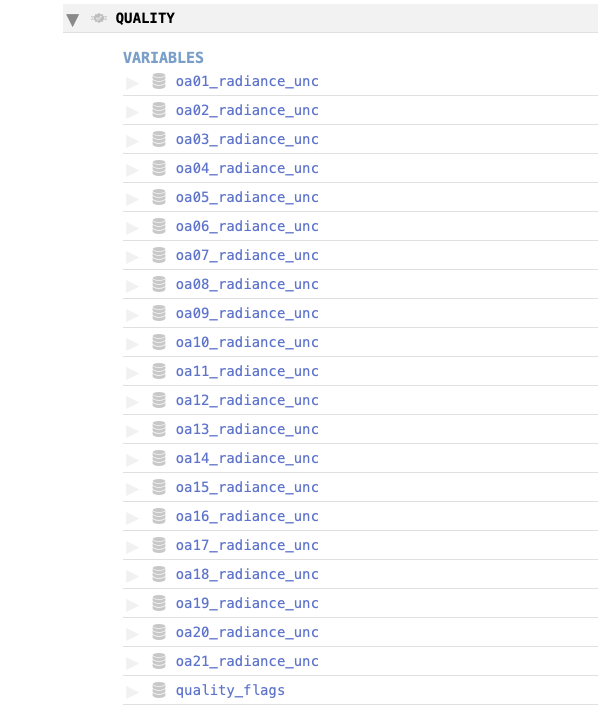 QUALITY
VARIABLES
oa01_radiance_unc
oa02_radiance_unc
oa03_radiance_unc
oa04_radiance_unc
oa05_radiance_unc
oa06_radiance_unc
oa07_radiance_unc
oa08_radiance_unc
oa09_radiance_unc
oa10_radiance_unc
oa11_radiance_unc
oa12_radiance_unc
oa13_radiance_unc
oa14_radiance_unc
oa15_radiance_unc
oa16_radiance_unc
oa17_radiance_unc
oa18_radiance_unc
oa19_radiance_unc
oa20_radiance_unc
oa21_radiance_unc
quality_flags